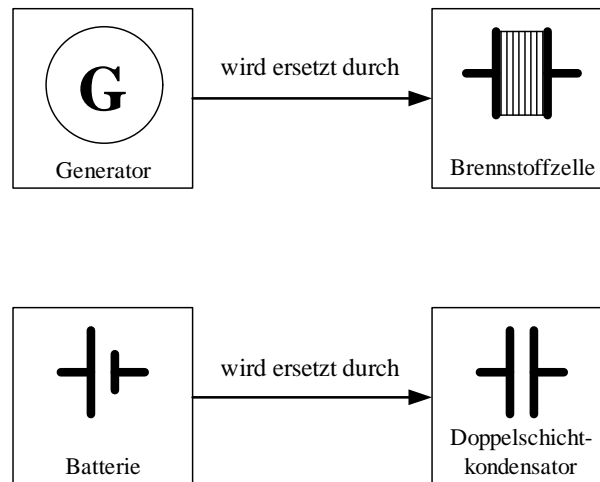 G
Generator
wird ersetzt durch
Brennstoffzelle
Batterie
wird ersetzt durch
Doppelschicht-
kondensator